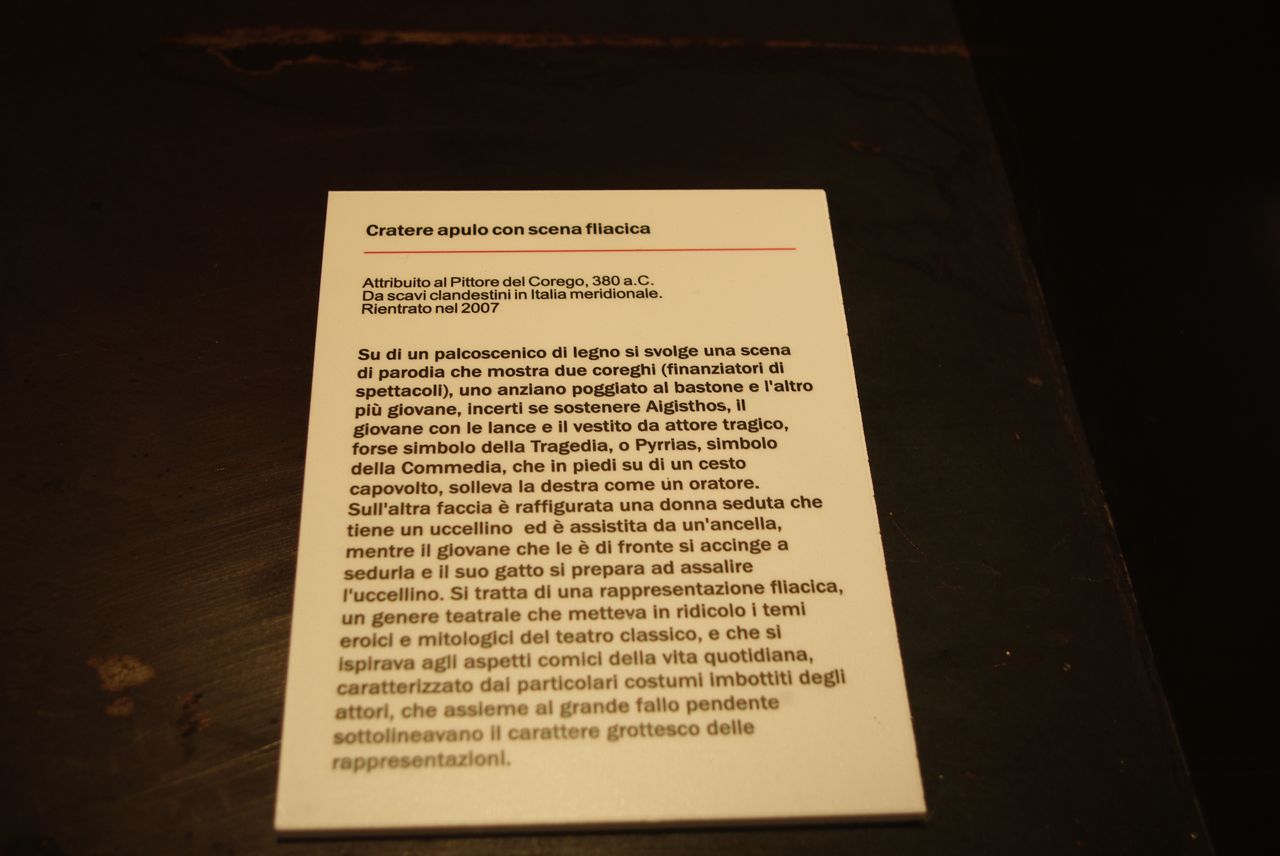 Cratere apulo con scena fliacica
Attribuito al Pittore del Corego, 380 a.C.
Da scavi clandestini in Italia meridionale.
Rientrato nel 2007
Su di un palcoscenico di legno si svolge una scena
di parodia che mostra due coreghi (finanziatori di
spettacoli), uno anziano poggiato al bastone e l'altro
più giovane, incerti se sostenere Aigisthos, il
giovane con le lance e il vestito da attore tragico,
forse simbolo della Tragedia, o Pyrrias, simbolo
della Commedia, che in piedi su di un cesto
capovolto, solleva la destra come un oratore.
Sull'altra faccia è raffigurata una donna seduta che
tiene un uccellino ed è assistita da un'ancella,
mentre il giovane che le è di fronte si accinge a
sedurla e il suo gatto si prepara ad assalire
l'uccellino. Si tratta di una rappresentazione fliacica,
un genere teatrale che metteva in ridicolo i temi
eroici e mitologici del teatro classico, e che si
ispirava agli aspetti comici della vita quotidiana,
caratterizzato dai particolari costumi imbottiti degli
attori, che assieme al grande fallo pendente
sottolineavano il carattere grottesco delle
rappresentazioni.